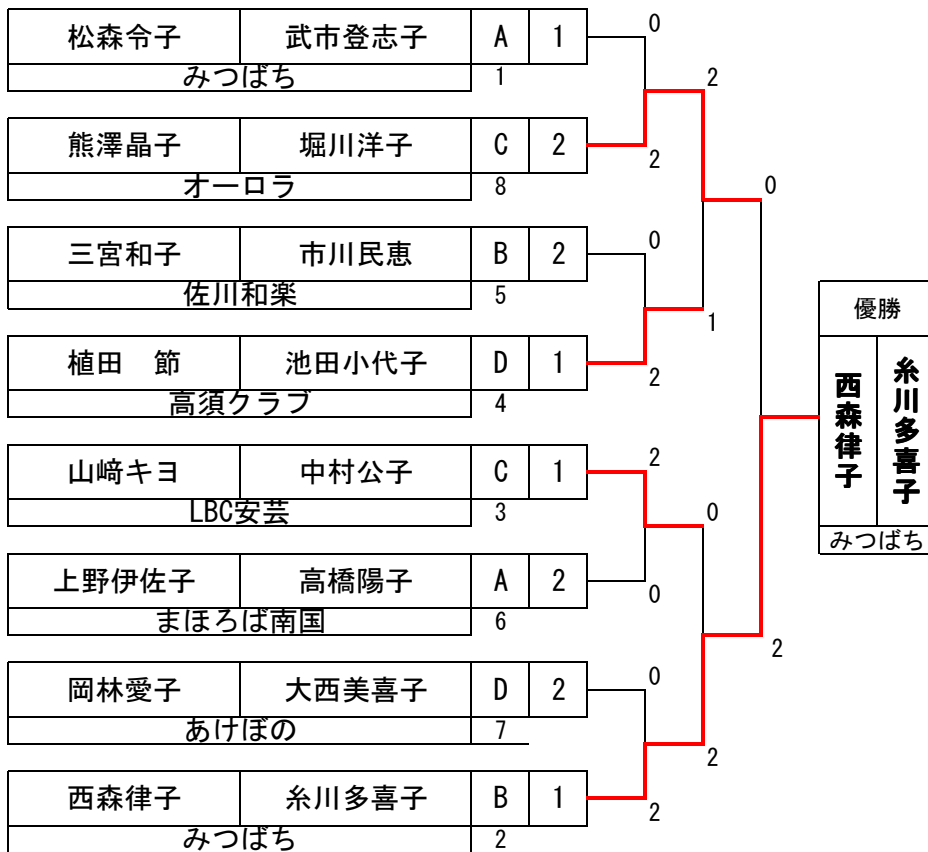 松森令子 武市登志子 A 1
みつばち 1
熊澤晶子 堀川洋子 C 2
オーロラ 8
三宮和子 市川民恵 B 2
佐川和楽 5
植田　節 池田小代子 D 1
高須クラブ 4
山﨑キヨ 中村公子 C 1
LBC安芸 3
上野伊佐子 高橋陽子 A 2
まほろば南国 6
岡林愛子 大西美喜子 D 2
あけぼの 7
西森律子 糸川多喜子 B 1
みつばち 2
0
2
2
0
0
1
2
2
0
0
0
2
2
2
優勝
糸川多喜子
西森律子
みつばち